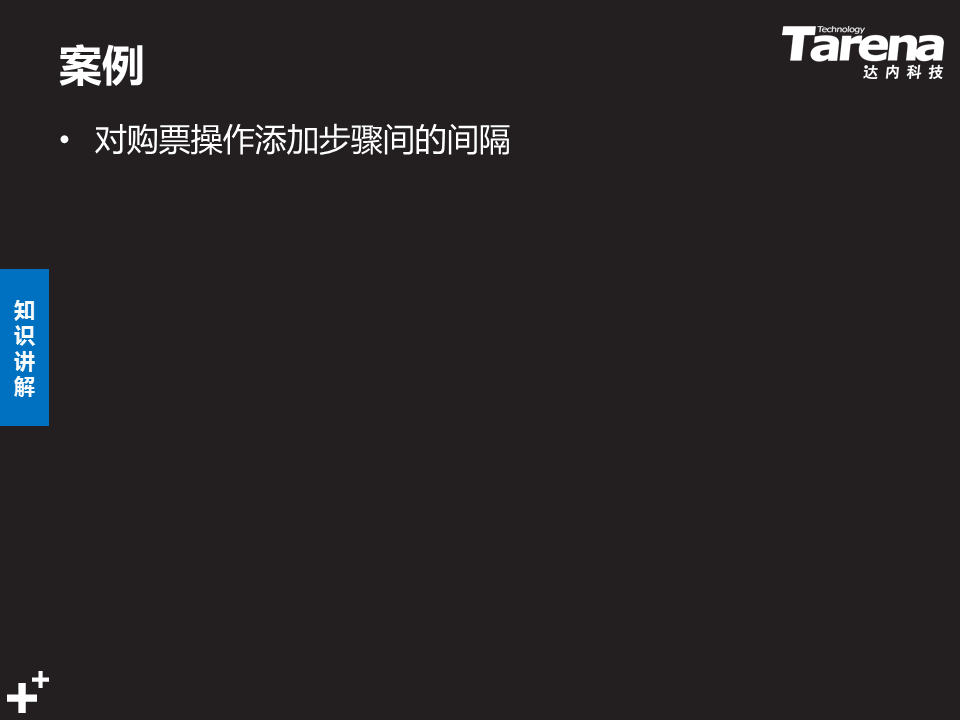 Technology
Tarena
达内科技
案例
• 对购票操作添加步骤间的间隔
知
识
讲
解